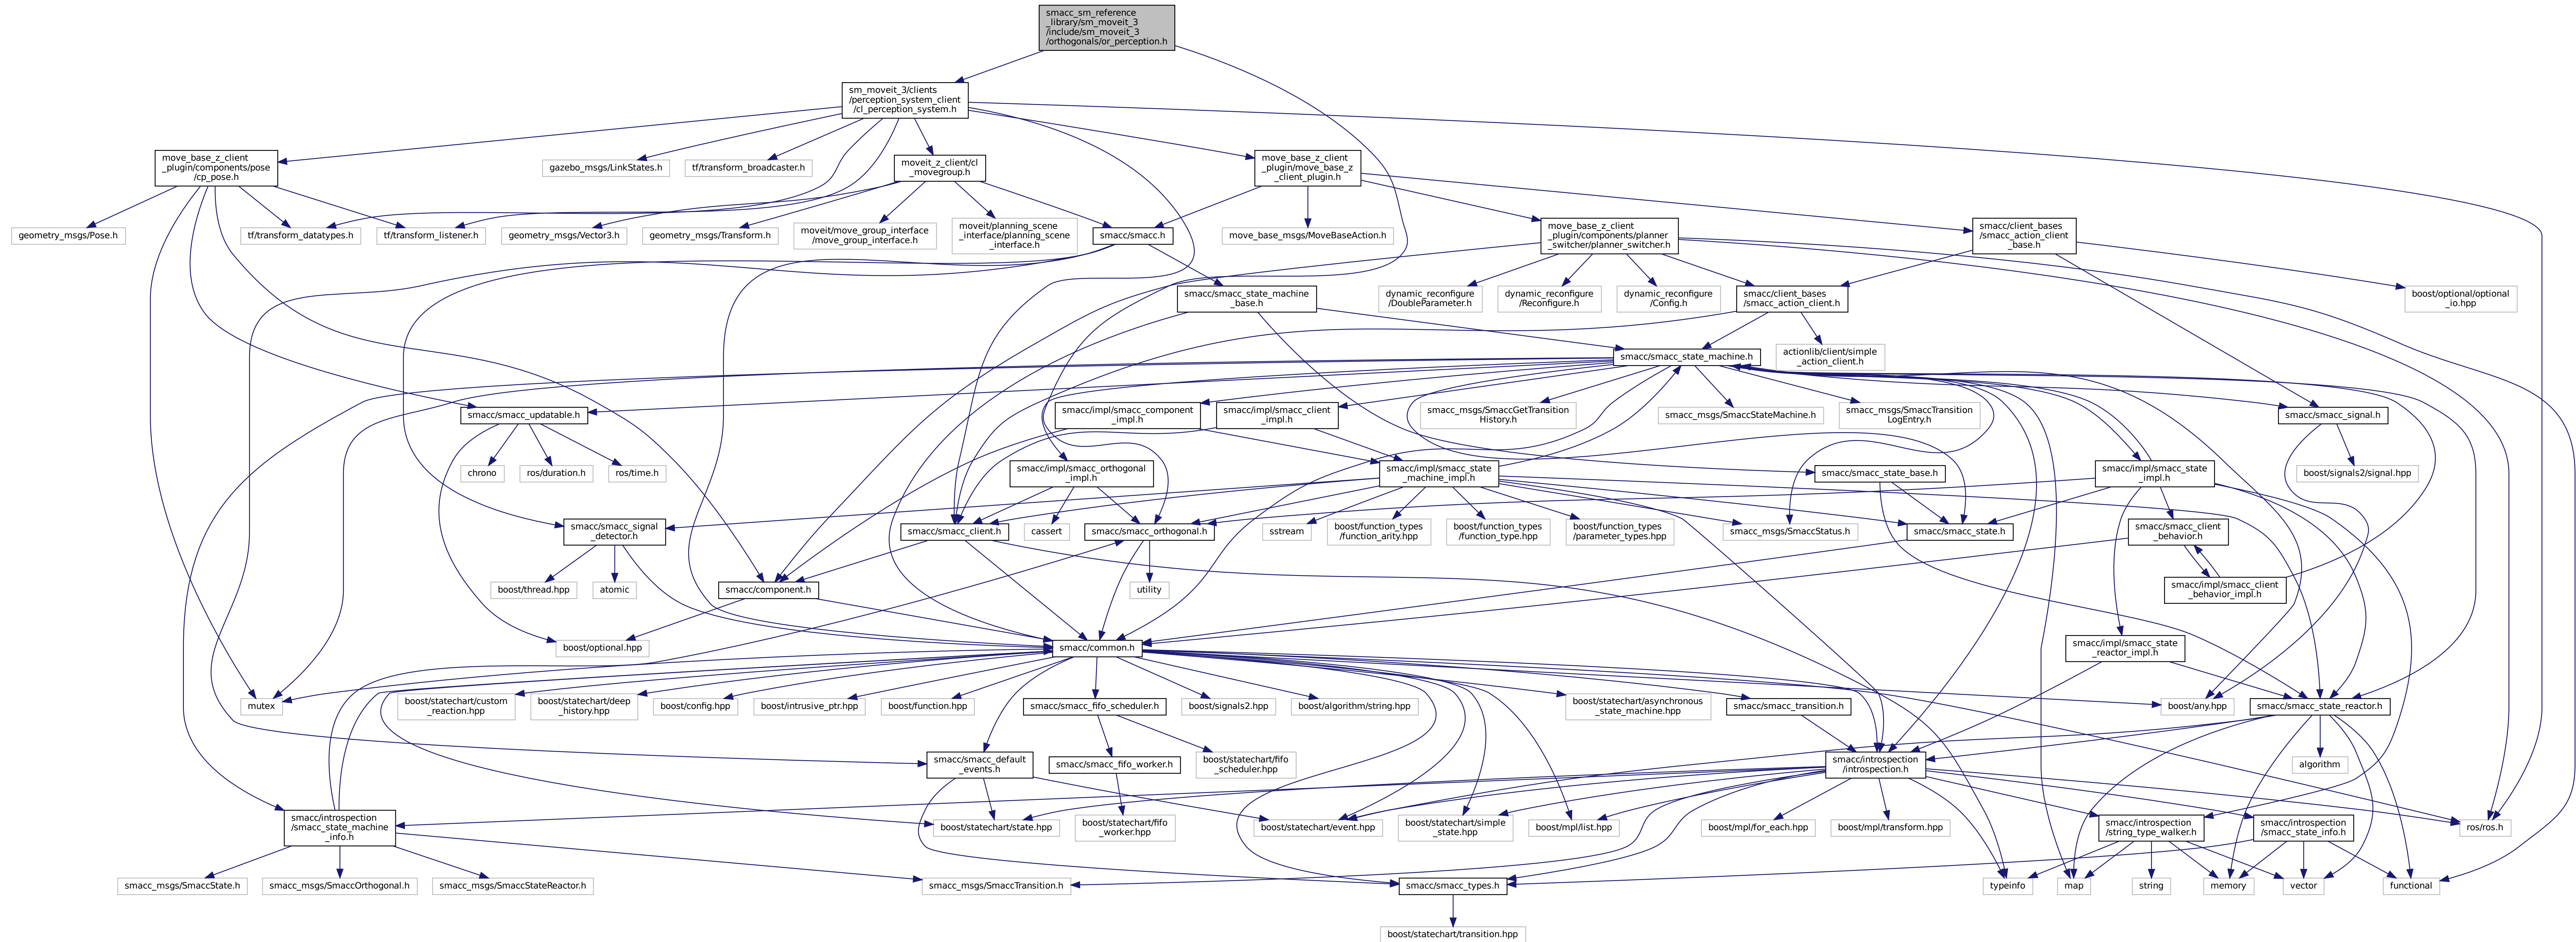 smacc_sm_reference
_library/sm_moveit_3
/include/sm_moveit_3
/orthogonals/or_perception.h
sm_moveit_3/clients
/perception_system_client
/cl_perception_system.h
move_base_z_client
_plugin/components/pose
/cp_pose.h
gazebo_msgs/LinkStates.h
tf/transform_broadcaster.h
moveit_z_client/cl
_movegroup.h
move_base_z_client
_plugin/move_base_z
_client_plugin.h
geometry_msgs/Pose.h
tf/transform_datatypes.h
tf/transform_listener.h
geometry_msgs/Vector3.h
geometry_msgs/Transform.h
moveit/move_group_interface
/move_group_interface.h
moveit/planning_scene
_interface/planning_scene
_interface.h
smacc/smacc.h
move_base_msgs/MoveBaseAction.h
move_base_z_client
_plugin/components/planner
_switcher/planner_switcher.h
smacc/client_bases
/smacc_action_client
_base.h
smacc/smacc_state_machine
_base.h
dynamic_reconfigure
/DoubleParameter.h
dynamic_reconfigure
/Reconfigure.h
dynamic_reconfigure
/Config.h
smacc/client_bases
/smacc_action_client.h
boost/optional/optional
_io.hpp
smacc/smacc_state_machine.h
actionlib/client/simple
_action_client.h
smacc/smacc_updatable.h
smacc/impl/smacc_component
_impl.h
smacc/impl/smacc_client
_impl.h
smacc_msgs/SmaccGetTransition
History.h
smacc_msgs/SmaccStateMachine.h
smacc_msgs/SmaccTransition
LogEntry.h
smacc/smacc_signal.h
chrono
ros/duration.h
ros/time.h
smacc/impl/smacc_orthogonal
_impl.h
smacc/impl/smacc_state
_machine_impl.h
smacc/smacc_state_base.h
smacc/impl/smacc_state
_impl.h
boost/signals2/signal.hpp
smacc/smacc_signal
_detector.h
smacc/smacc_client.h
cassert
smacc/smacc_orthogonal.h
sstream
boost/function_types
/function_arity.hpp
boost/function_types
/function_type.hpp
boost/function_types
/parameter_types.hpp
smacc_msgs/SmaccStatus.h
smacc/smacc_state.h
smacc/smacc_client
_behavior.h
boost/thread.hpp
atomic
smacc/component.h
utility
smacc/impl/smacc_client
_behavior_impl.h
boost/optional.hpp
smacc/common.h
smacc/impl/smacc_state
_reactor_impl.h
mutex
boost/statechart/custom
_reaction.hpp
boost/statechart/deep
_history.hpp
boost/config.hpp
boost/intrusive_ptr.hpp
boost/function.hpp
smacc/smacc_fifo_scheduler.h
boost/signals2.hpp
boost/algorithm/string.hpp
boost/statechart/asynchronous
_state_machine.hpp
smacc/smacc_transition.h
boost/any.hpp
smacc/smacc_state_reactor.h
smacc/smacc_default
_events.h
smacc/smacc_fifo_worker.h
boost/statechart/fifo
_scheduler.hpp
smacc/introspection
/introspection.h
algorithm
smacc/introspection
/smacc_state_machine
_info.h
boost/statechart/state.hpp
boost/statechart/fifo
_worker.hpp
boost/statechart/event.hpp
boost/statechart/simple
_state.hpp
boost/mpl/list.hpp
boost/mpl/for_each.hpp
boost/mpl/transform.hpp
smacc/introspection
/string_type_walker.h
smacc/introspection
/smacc_state_info.h
ros/ros.h
smacc_msgs/SmaccState.h
smacc_msgs/SmaccOrthogonal.h
smacc_msgs/SmaccStateReactor.h
smacc_msgs/SmaccTransition.h
smacc/smacc_types.h
typeinfo
map
string
memory
vector
functional
boost/statechart/transition.hpp